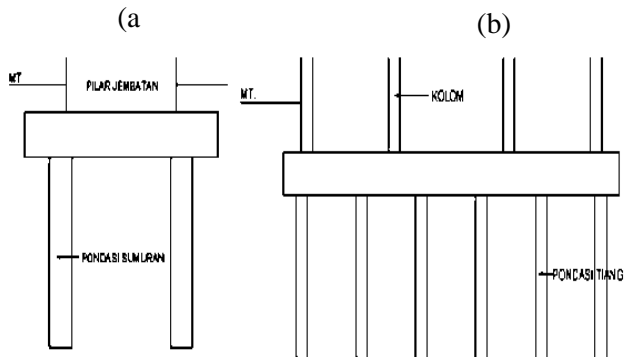 (a
(b)
MT
PILAR JEMBATAN
MT.
KOLOM
PONDASI SUMURAN
PONDASI TIANG